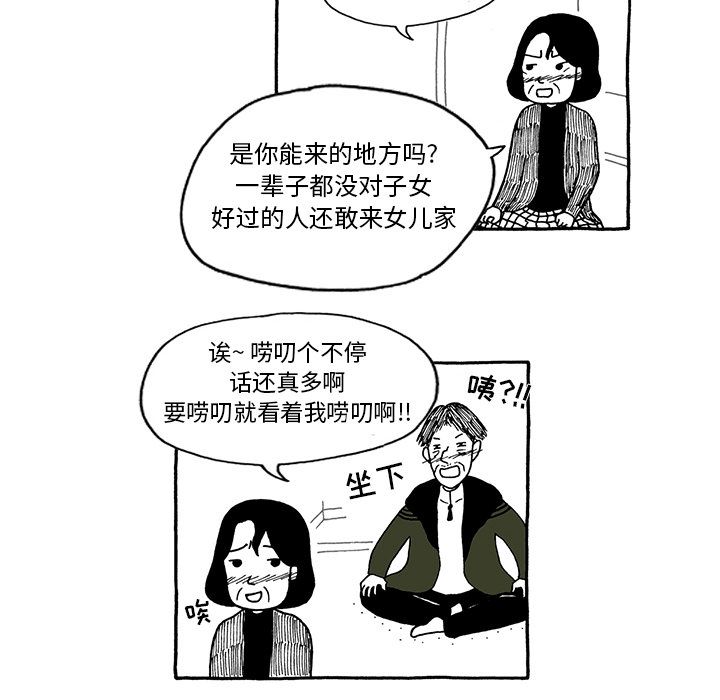 是你能来的地方吗?
一辈子都没对子女
好过的人还敢来女儿家
诶~ 唠叨个不停
话还真多啊
要唠叨就看着我唠叨啊!!
咦?!!
坐下
唉